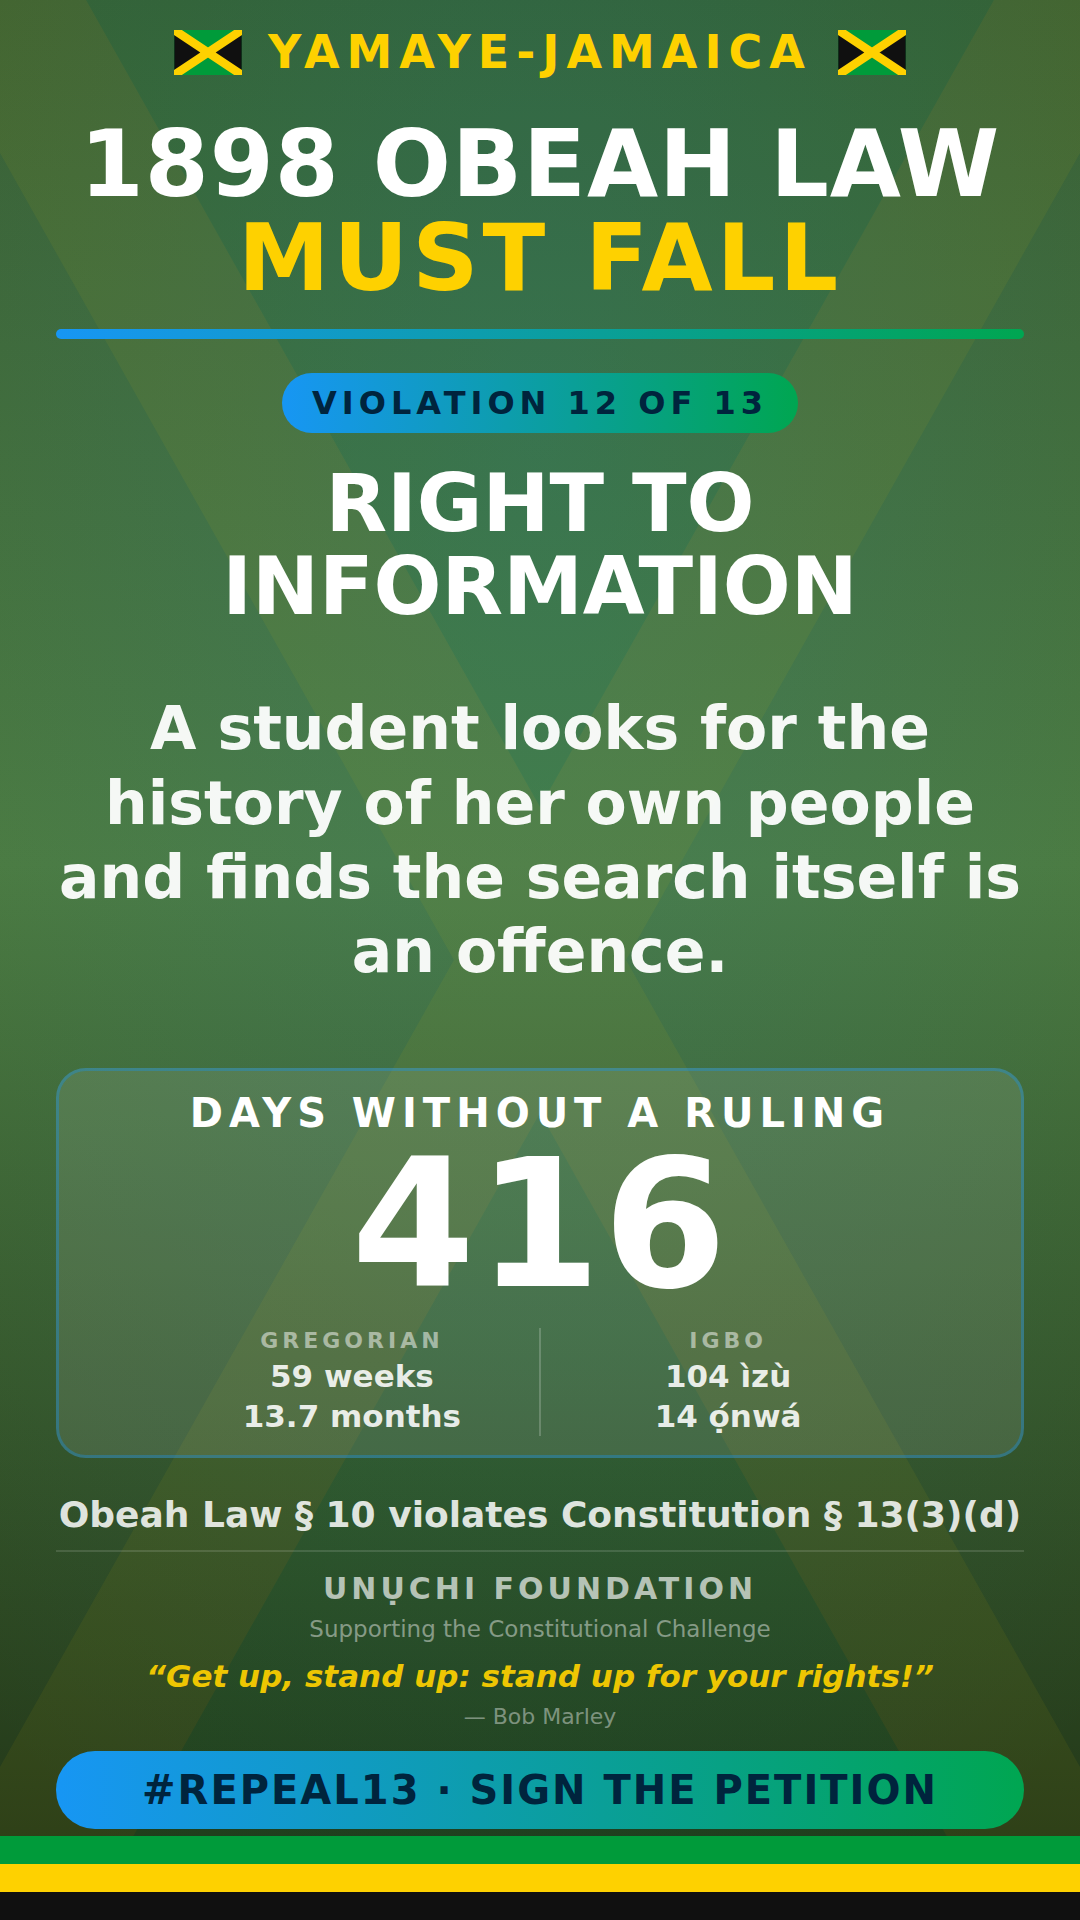 YAMAYE-JAMAICA
1898 OBEAH LAW
MUST FALL
VIOLATION 12 OF 13
RIGHT TO
INFORMATION
A student looks for the
history of her own people
and finds the search itself is
an offence.
DAYS WITHOUT A RULING
416
GREGORIAN
59 weeks
13.7 months
IGBO
104 ìzù
14 ọ́nwá
Obeah Law § 10 violates Constitution § 13(3)(d)
UNỤCHI FOUNDATION
Supporting the Constitutional Challenge
“Get up, stand up: stand up for your rights!”
— Bob Marley
#REPEAL13 · SIGN THE PETITION